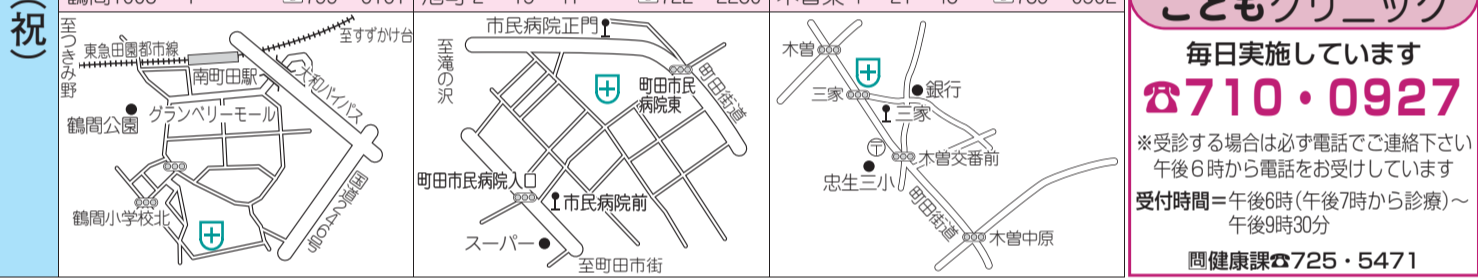 (祝)
至つきみ野
東急田園都市線
至すずかけ台
南町田駅
大和バイパス
グランベリーモール
鶴間公園
鶴間小学校北
国道246号
市民病院正門
至滝の沢
町田市民
病院東
町田街道
町田市民病院入口
市民病院前
スーパー
至町田市街
木曽
銀行
三家
三家
木曽交番前
忠生三小
町田街道
木曽中原
こどもクリニック
毎日実施しています
☎710・0927
※受診する場合は必ず電話でご連絡下さい
午後6時から電話をお受けしています
受付時間=午後6時(午後7時から診療)〜
午後9時30分
問健康課☎725・5471